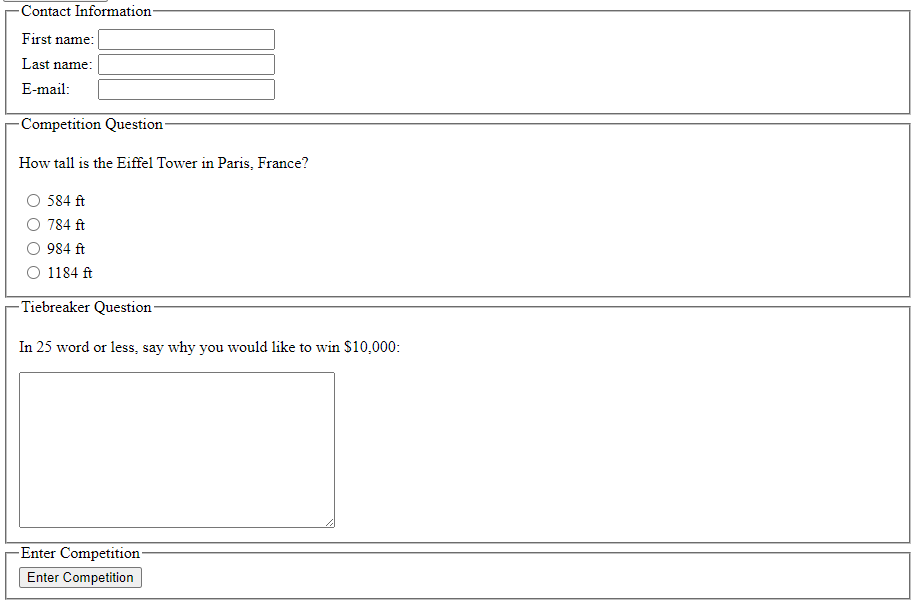 Contact Information
First name:
Last name:
E-mail:
Competition Question
How tall is the Eiffel Tower in Paris, France?
584 ft
784 ft
984 ft
1184 ft
Tiebreaker Question
In 25 word or less, say why you would like to win $10,000:
Enter Competition
Enter Competition